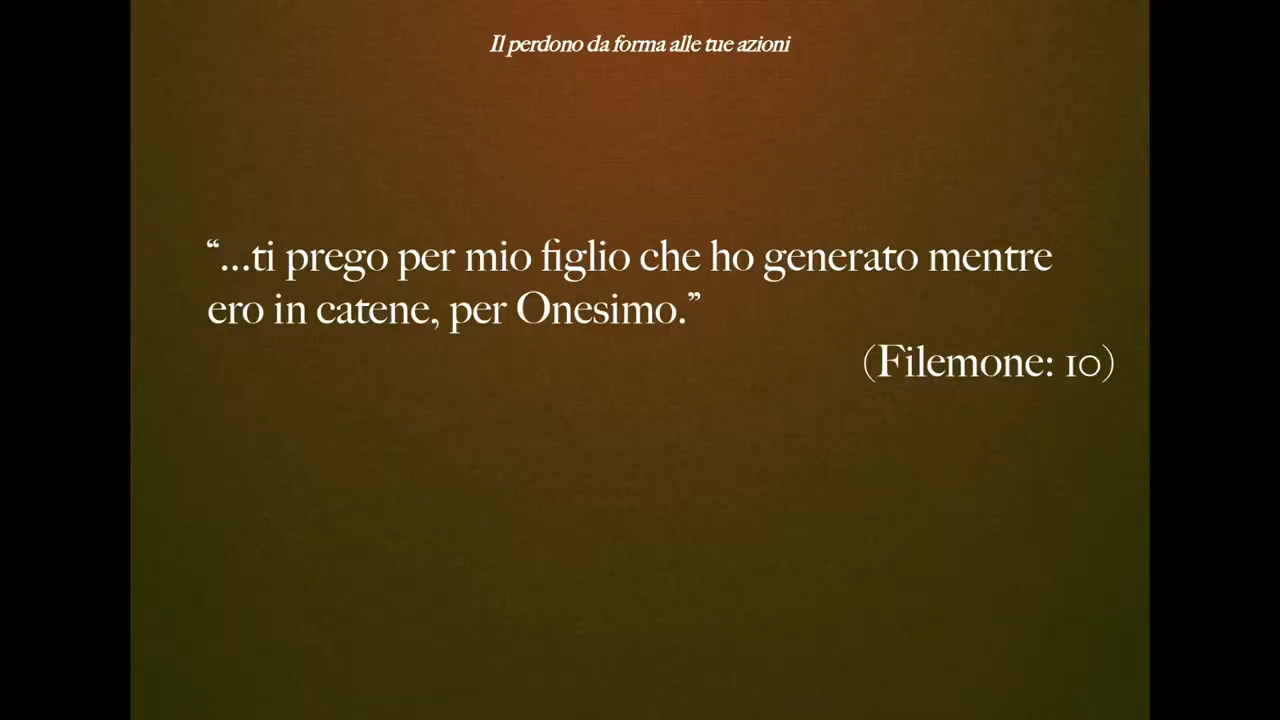 Il perdono da forma alle tue azioni
“...ti prego per mio figlio che ho generato mentre
ero in catene, per Onesimo.”
(Filemone: 10)